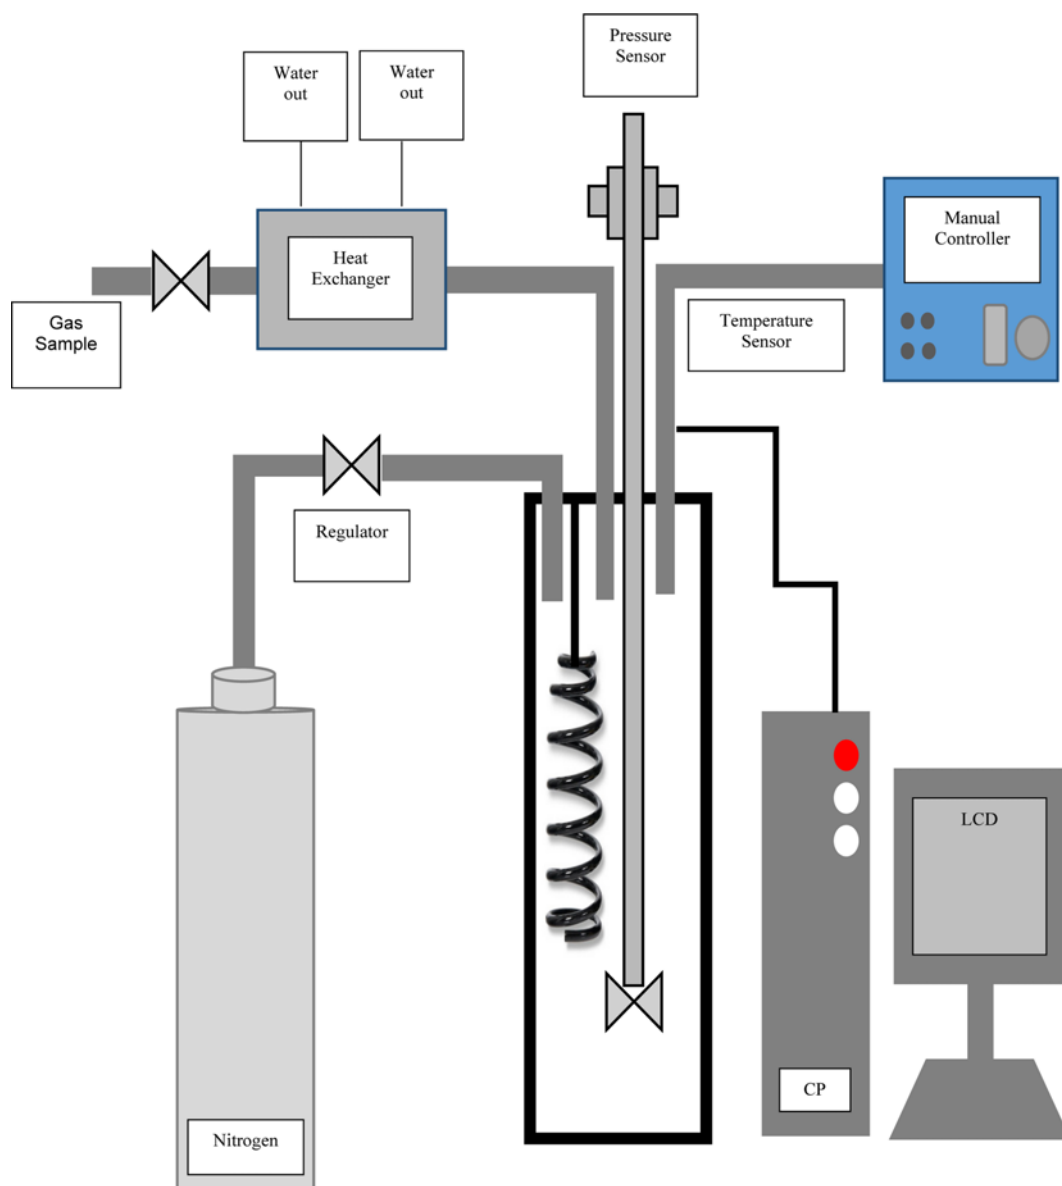 Pressure
Sensor
Water
out
Water
out
Manual
Controller
Heat
Exchanger
Gas
Sample
Temperature
Sensor
Regulator
LCD
CP
Nitrogen